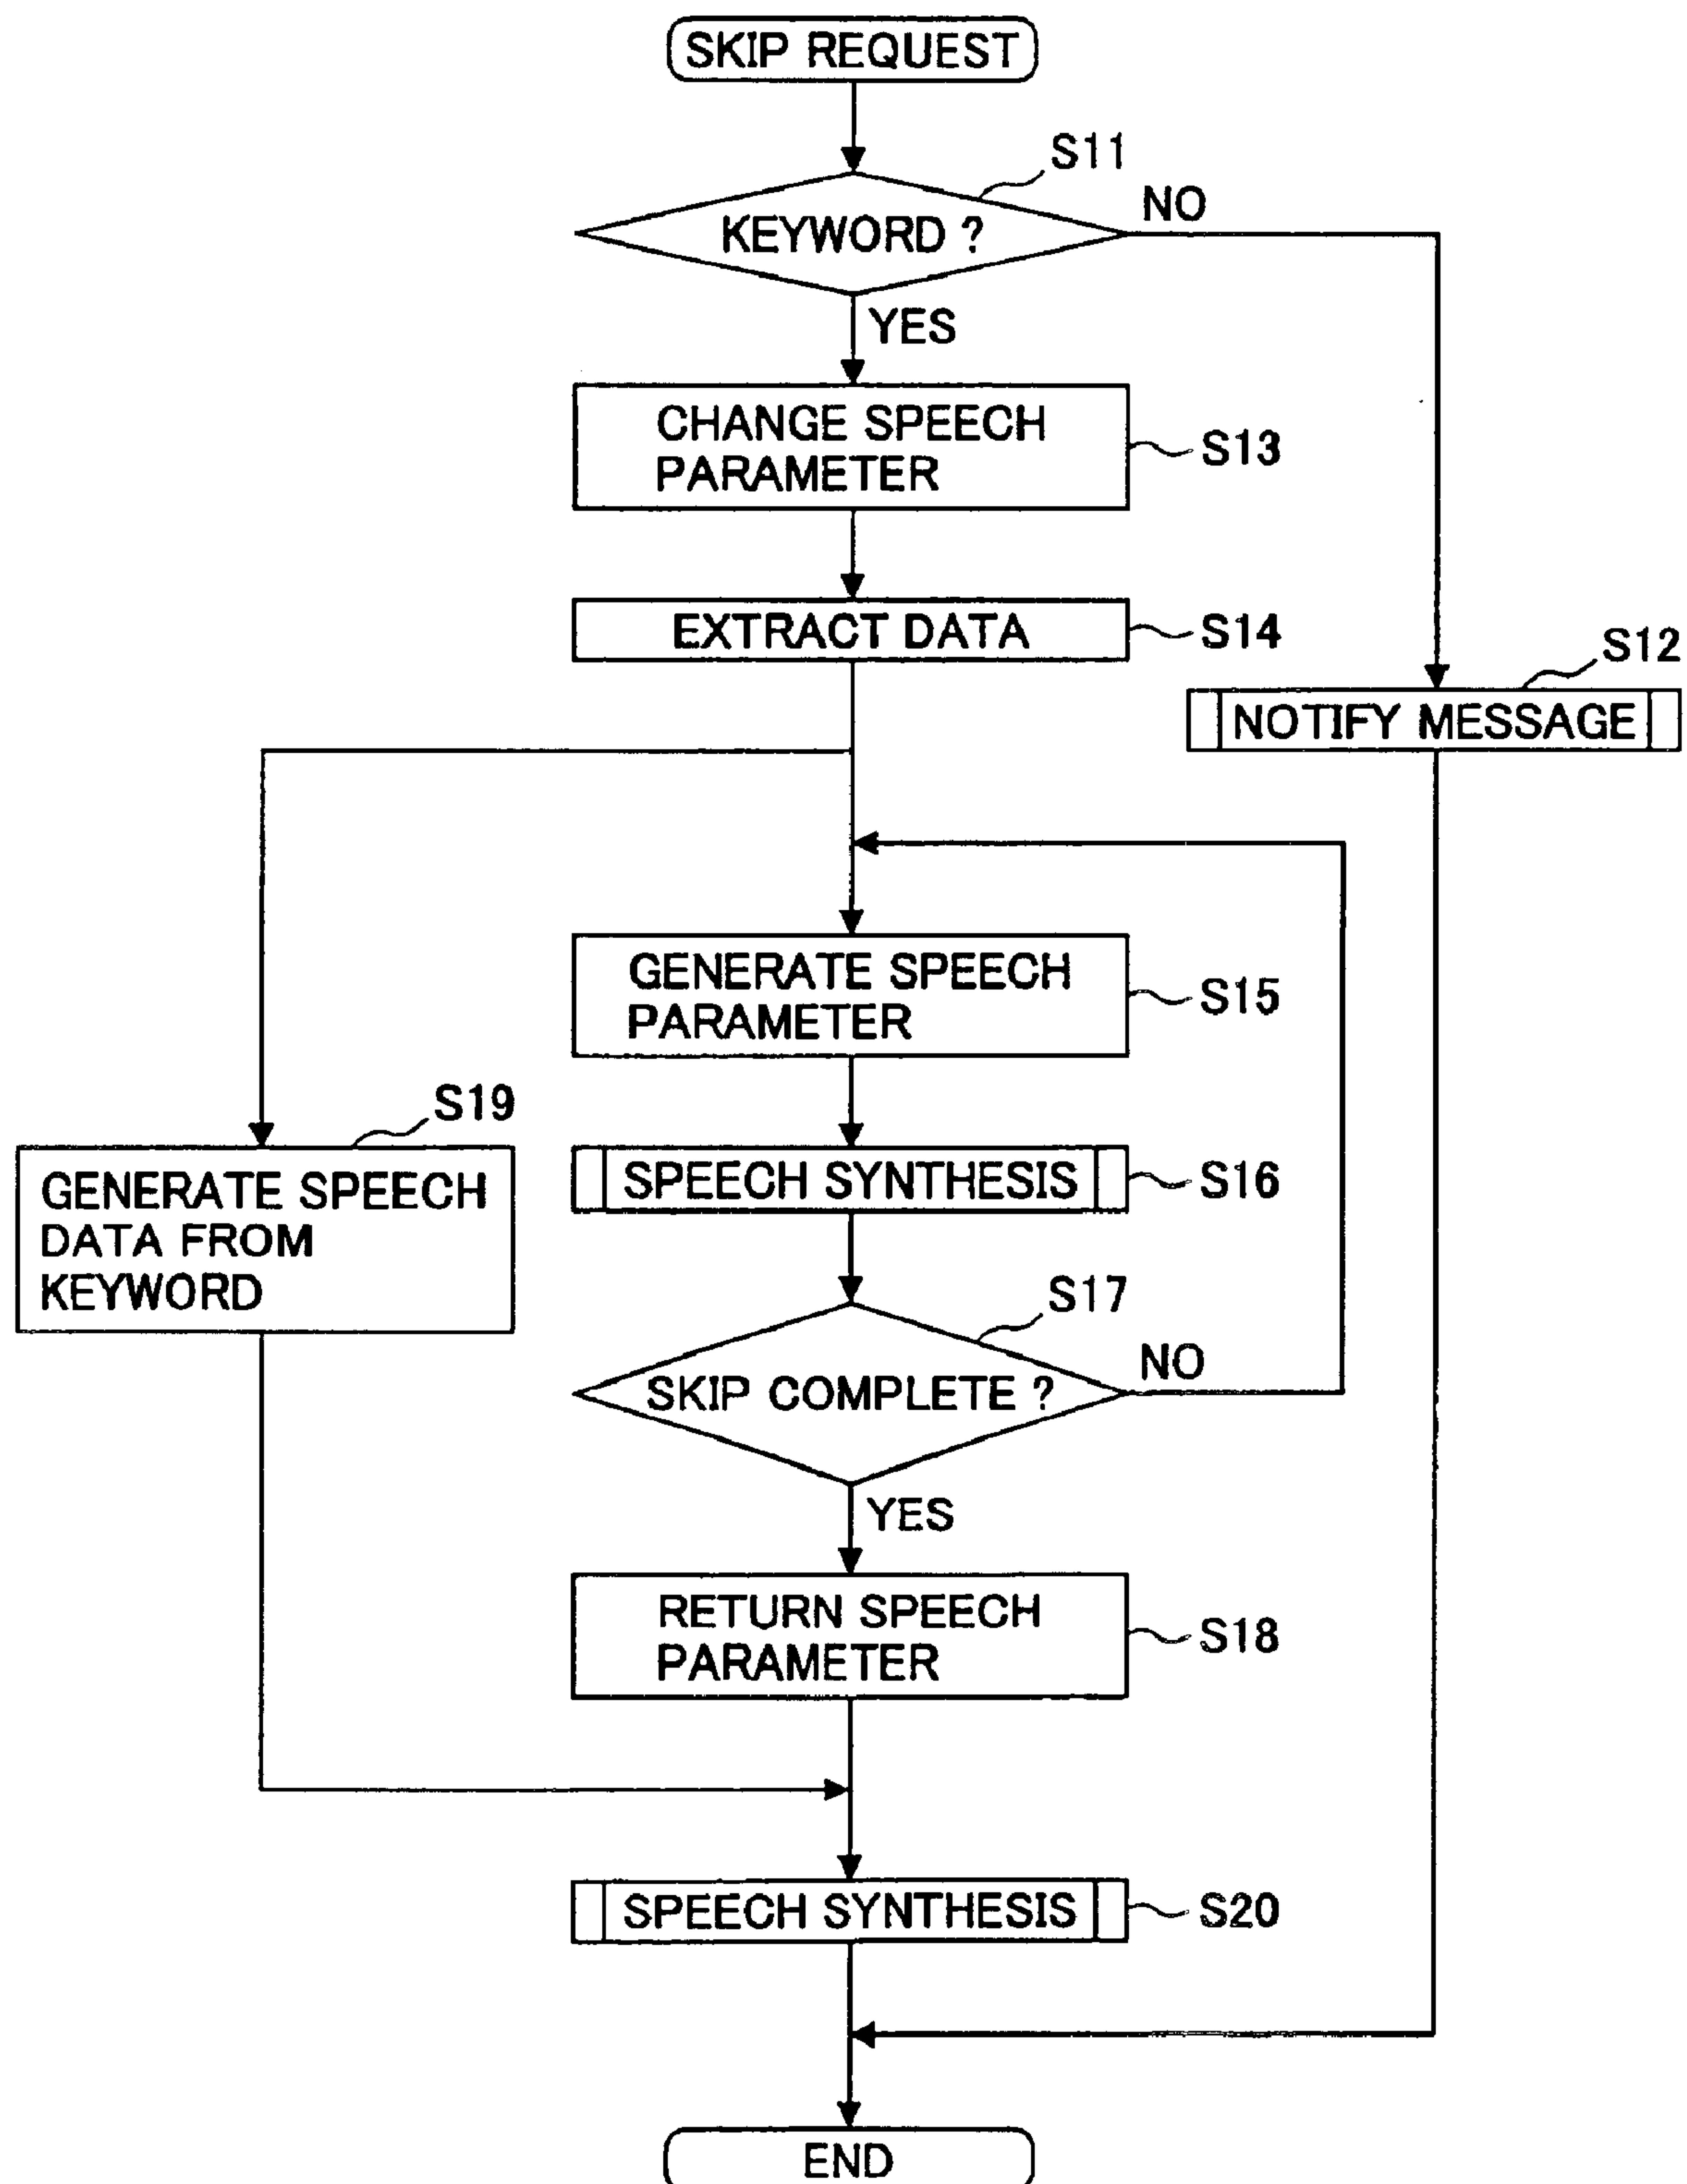 SKIP REQUEST
S11
KEYWORD ?
NO
YES
CHANGE SPEECH
PARAMETER
S13
EXTRACT DATA
S14
S12
NOTIFY MESSAGE
GENERATE SPEECH
PARAMETER
S15
S19
GENERATE SPEECH
DATA FROM
KEYWORD
SPEECH SYNTHESIS
S16
S17
SKIP COMPLETE ?
NO
YES
RETURN SPEECH
PARAMETER
S18
SPEECH SYNTHESIS
S20
END